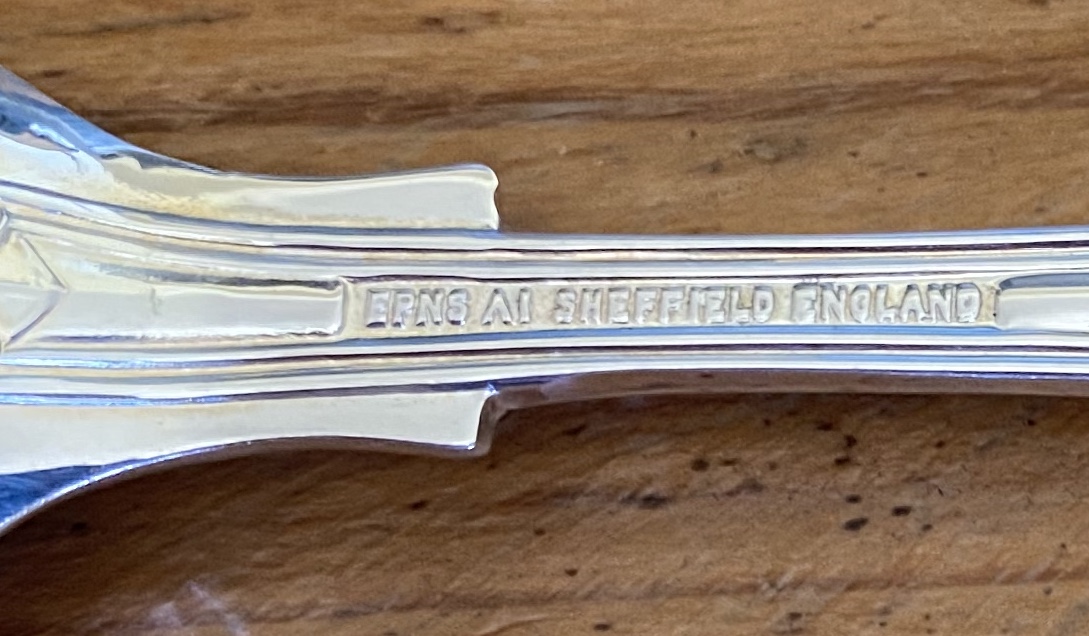 EPNS A1 SHEFFIELD ENGLAND